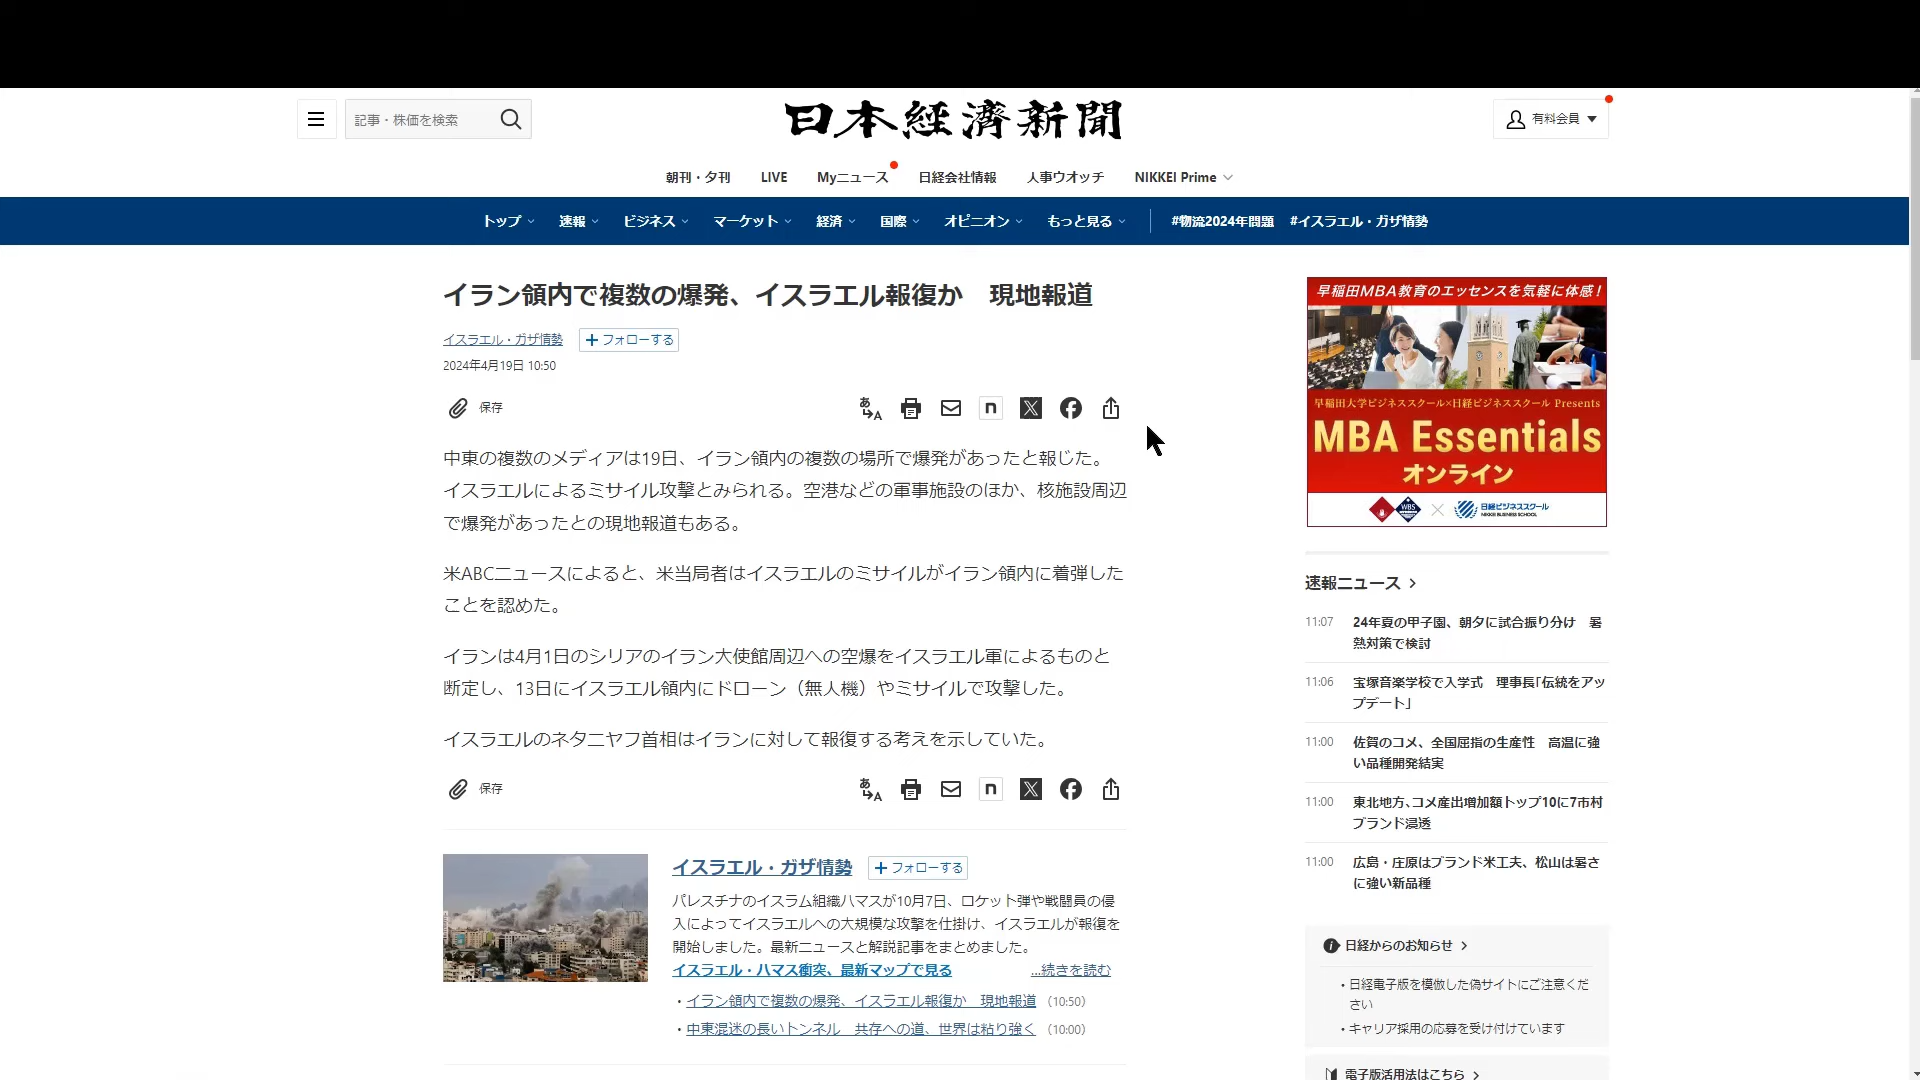 記事・株価を検索
日本経済新聞
有料会員
朝刊・夕刊 LIVE Myニュース 日経会社情報 人事ウオッチ NIKKEI Prime
トップ 速報 ビジネス マーケット 経済 国際 オピニオン もっと見る #物流2024年問題 #イスラエル・ガザ情勢
イラン領内で複数の爆発、イスラエル報復か 現地報道
イスラエル・ガザ情勢 + フォローする
2024年4月19日 10:50
保存
中東の複数のメディアは19日、イラン領内の複数の場所で爆発があったと報じた。
イスラエルによるミサイル攻撃とみられる。空港などの軍事施設のほか、核施設周辺
で爆発があったとの現地報道もある。
米ABCニュースによると、米当局者はイスラエルのミサイルがイラン領内に着弾した
ことを認めた。
イランは4月1日のシリアのイラン大使館周辺への空爆をイスラエル軍によるものと
断定し、13日にイスラエル領内にドローン（無人機）やミサイルで攻撃した。
イスラエルのネタニヤフ首相はイランに対して報復する考えを示していた。
保存
イスラエル・ガザ情勢 + フォローする
パレスチナのイスラム組織ハマスが10月7日、ロケット弾や戦闘員の侵
入によってイスラエルへの大規模な攻撃を仕掛け、イスラエルが報復を
開始しました。最新ニュースと解説記事をまとめました。
イスラエル・ハマス衝突、最新マップで見る ...続きを読む
・イラン領内で複数の爆発、イスラエル報復か 現地報道 （10:50）
・中東混迷の長いトンネル 共存への道、世界は粘り強く （10:00）
早稲田MBA教育のエッセンスを気軽に体感！
早稲田大学ビジネススクール×日経ビジネススクール Presents
MBA Essentials
オンライン
WBS × 日経ビジネススクール
NIKKEI BUSINESS SCHOOL
速報ニュース
11:07 24年夏の甲子園、朝夕に試合振り分け 暑
熱対策で検討
11:06 宝塚音楽学校で入学式 理事長「伝統をアッ
プデート」
11:00 佐賀のコメ、全国屈指の生産性 高温に強
い品種開発結実
11:00 東北地方、コメ産出増加額トップ10に7市村
ブランド浸透
11:00 広島・庄原はブランド米工夫、松山は暑さ
に強い新品種
日経からのお知らせ
・日経電子版を模倣した偽サイトにご注意くだ
さい
・キャリア採用の応募を受け付けています
電子版活用法はこちら